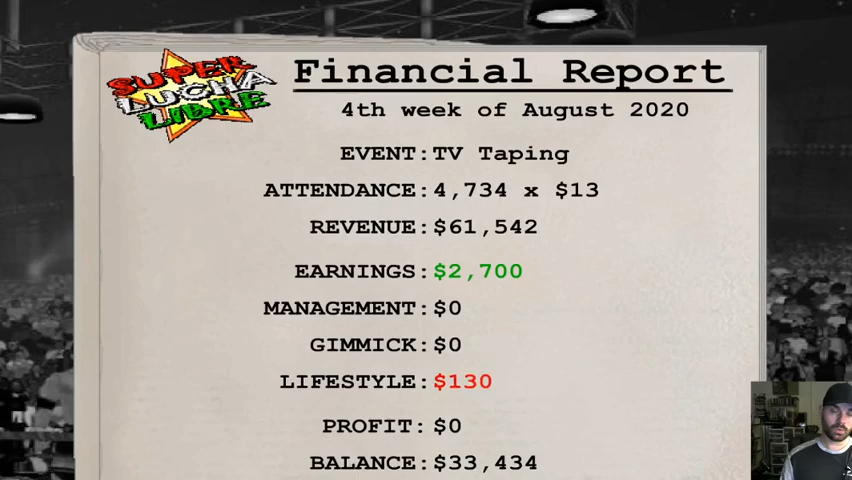 SUPER
LUCHA
LIBRE
Financial Report
4th week of August 2020
EVENT: TV Taping
ATTENDANCE: 4,734 x $13
REVENUE: $61,542
EARNINGS: $2,700
MANAGEMENT: $0
GIMMICK: $0
LIFESTYLE: $130
PROFIT: $0
BALANCE: $33,434